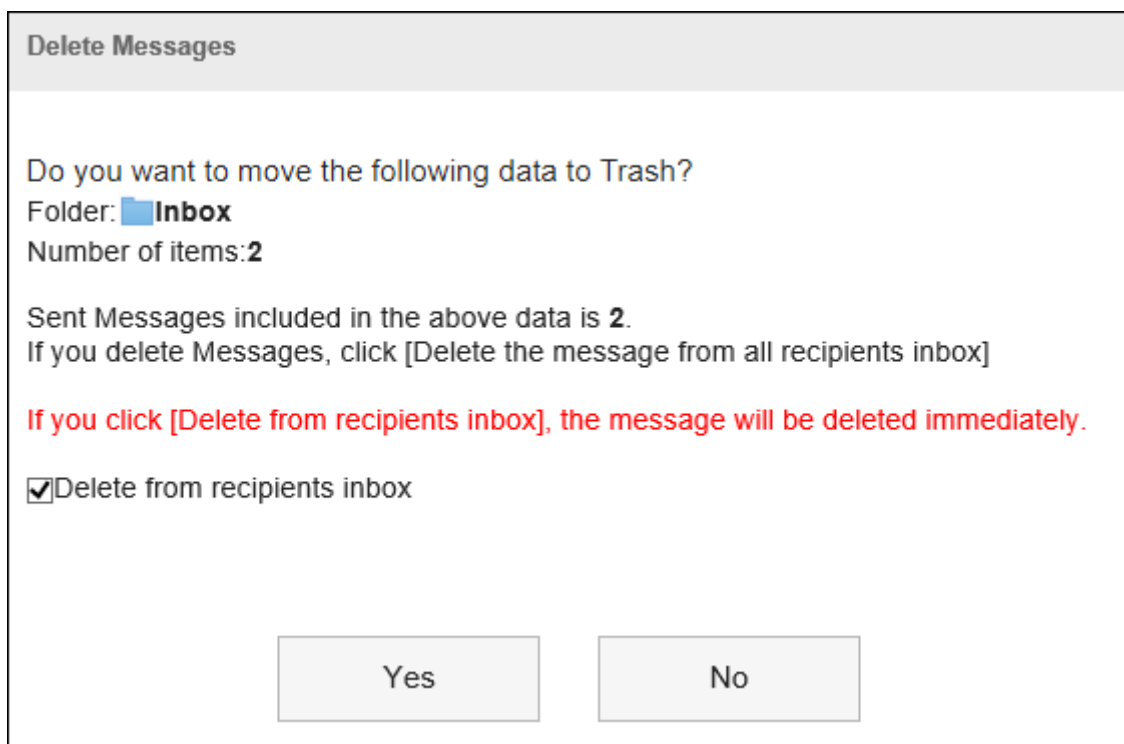 Delete Messages
Do you want to move the following data to Trash?
Folder: Inbox
Number of items:2
Sent Messages included in the above data is 2.
If you delete Messages, click [Delete the message from all recipients inbox]
If you click [Delete from recipients inbox], the message will be deleted immediately.
Delete from recipients inbox
Yes No